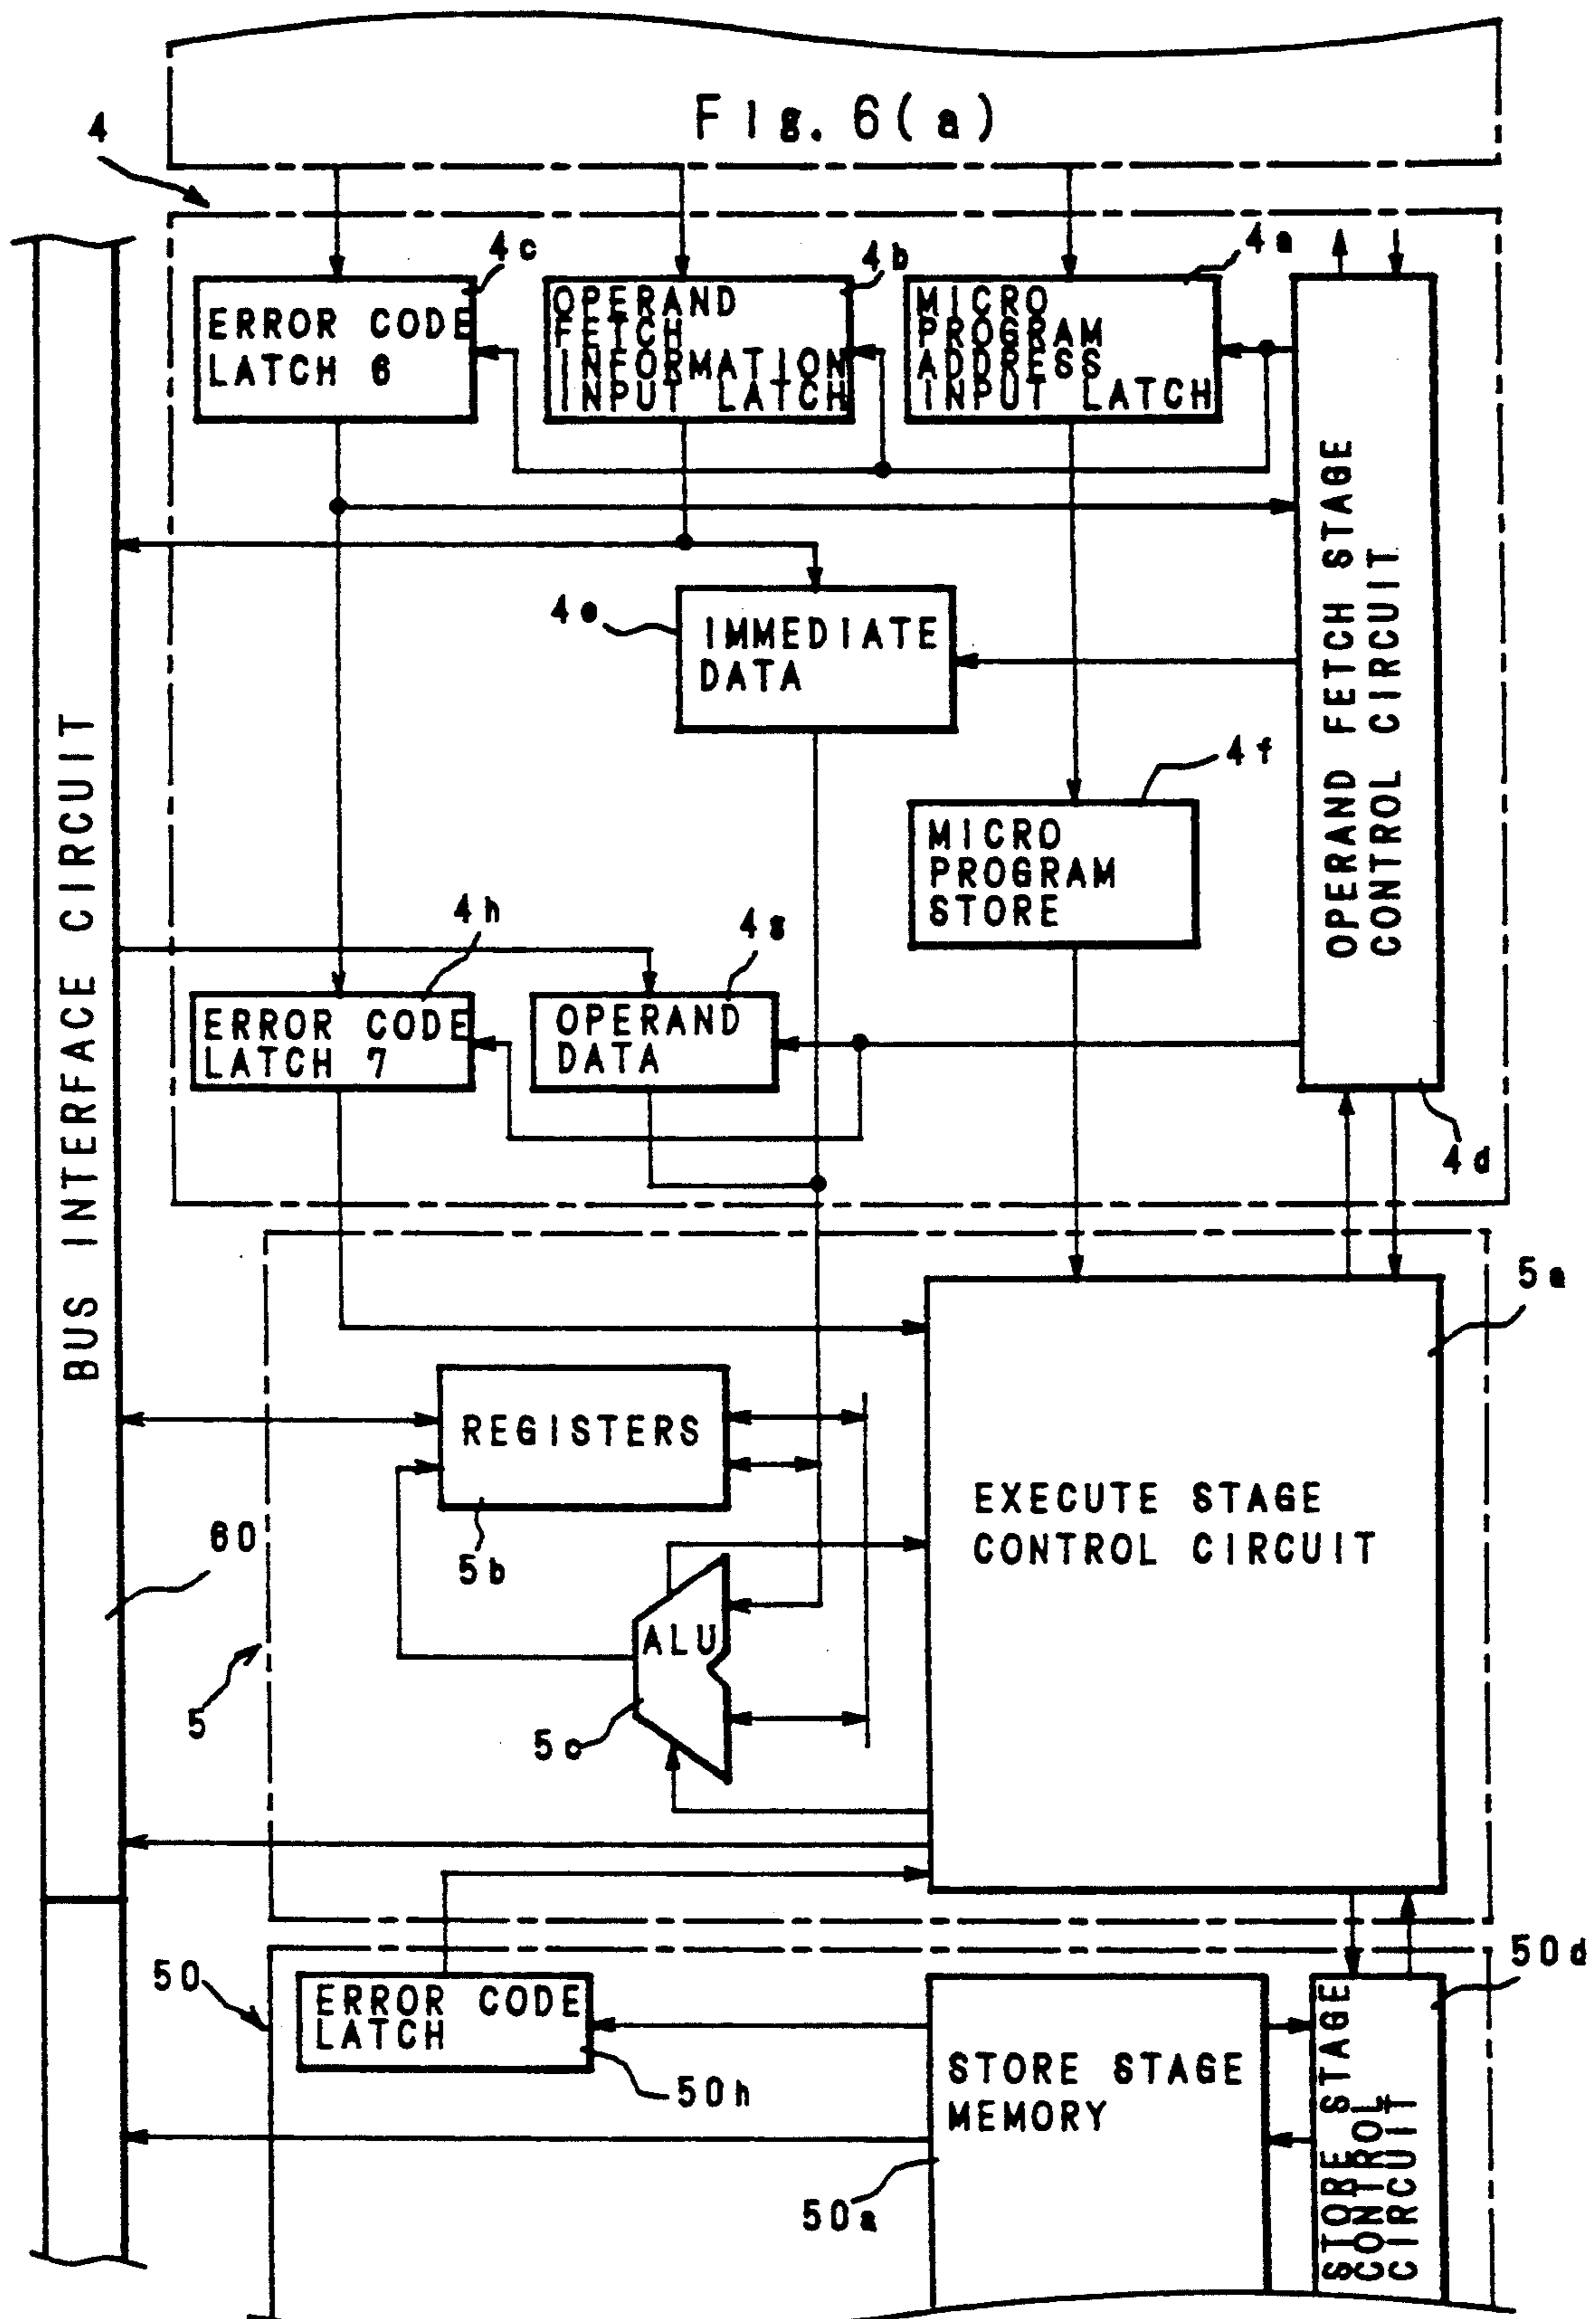 Fig. 6(a)
4
4c
4b
4a
ERROR CODE
LATCH 6
OPERAND
FETCH
INFORMATION
INPUT LATCH
MICRO
PROGRAM
ADDRESS
INPUT LATCH
OPERAND FETCH STAGE
CONTROL CIRCUIT
4e
IMMEDIATE
DATA
4f
MICRO
PROGRAM
STORE
BUS INTERFACE CIRCUIT
4h
4g
ERROR CODE
LATCH 7
OPERAND
DATA
4d
5a
REGISTERS
5b
EXECUTE STAGE
CONTROL CIRCUIT
60
ALU
5
5c
50
50d
ERROR CODE
LATCH
50h
STORE STAGE
MEMORY
50a
STORE STAGE
CONTROL
CIRCUIT